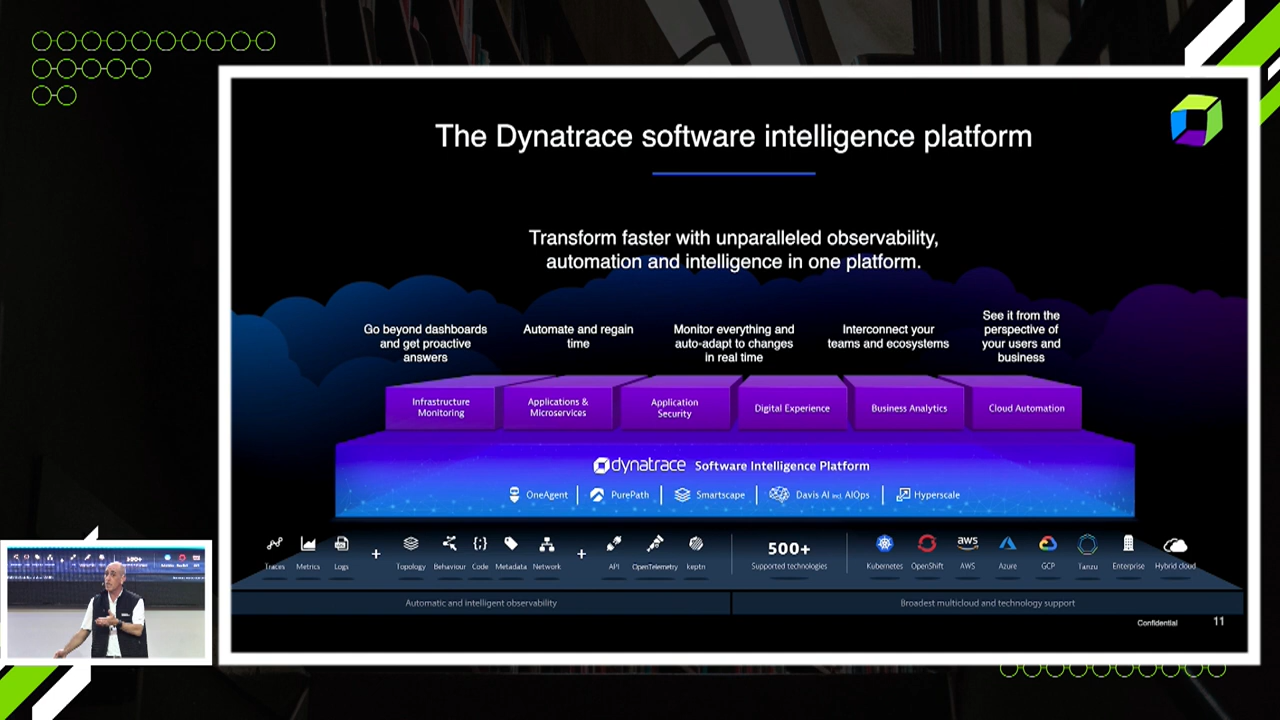 The Dynatrace software intelligence platform
Transform faster with unparalleled observability,
automation and intelligence in one platform.
Go beyond dashboards
and get proactive
answers
Automate and regain
time
Monitor everything and
auto-adapt to changes
in real time
Interconnect your
teams and ecosystems
See it from the
perspective of
your users and
business
Infrastructure
Monitoring
Applications &
Microservices
Application
Security
Digital Experience
Business Analytics
Cloud Automation
dynatrace Software Intelligence Platform
OneAgent
PurePath
Smartscape
Davis AI incl. AIOps
Hyperscale
Traces
Metrics
Logs
+
Topology
Behaviour
Code
Metadata
Network
+
API
OpenTelemetry
keptn
500+
Supported technologies
Kubernetes
OpenShift
aws
AWS
Azure
GCP
Tanzu
Enterprise
Hybrid cloud
Automatic and intelligent observability
Broadest multicloud and technology support
Confidential
11